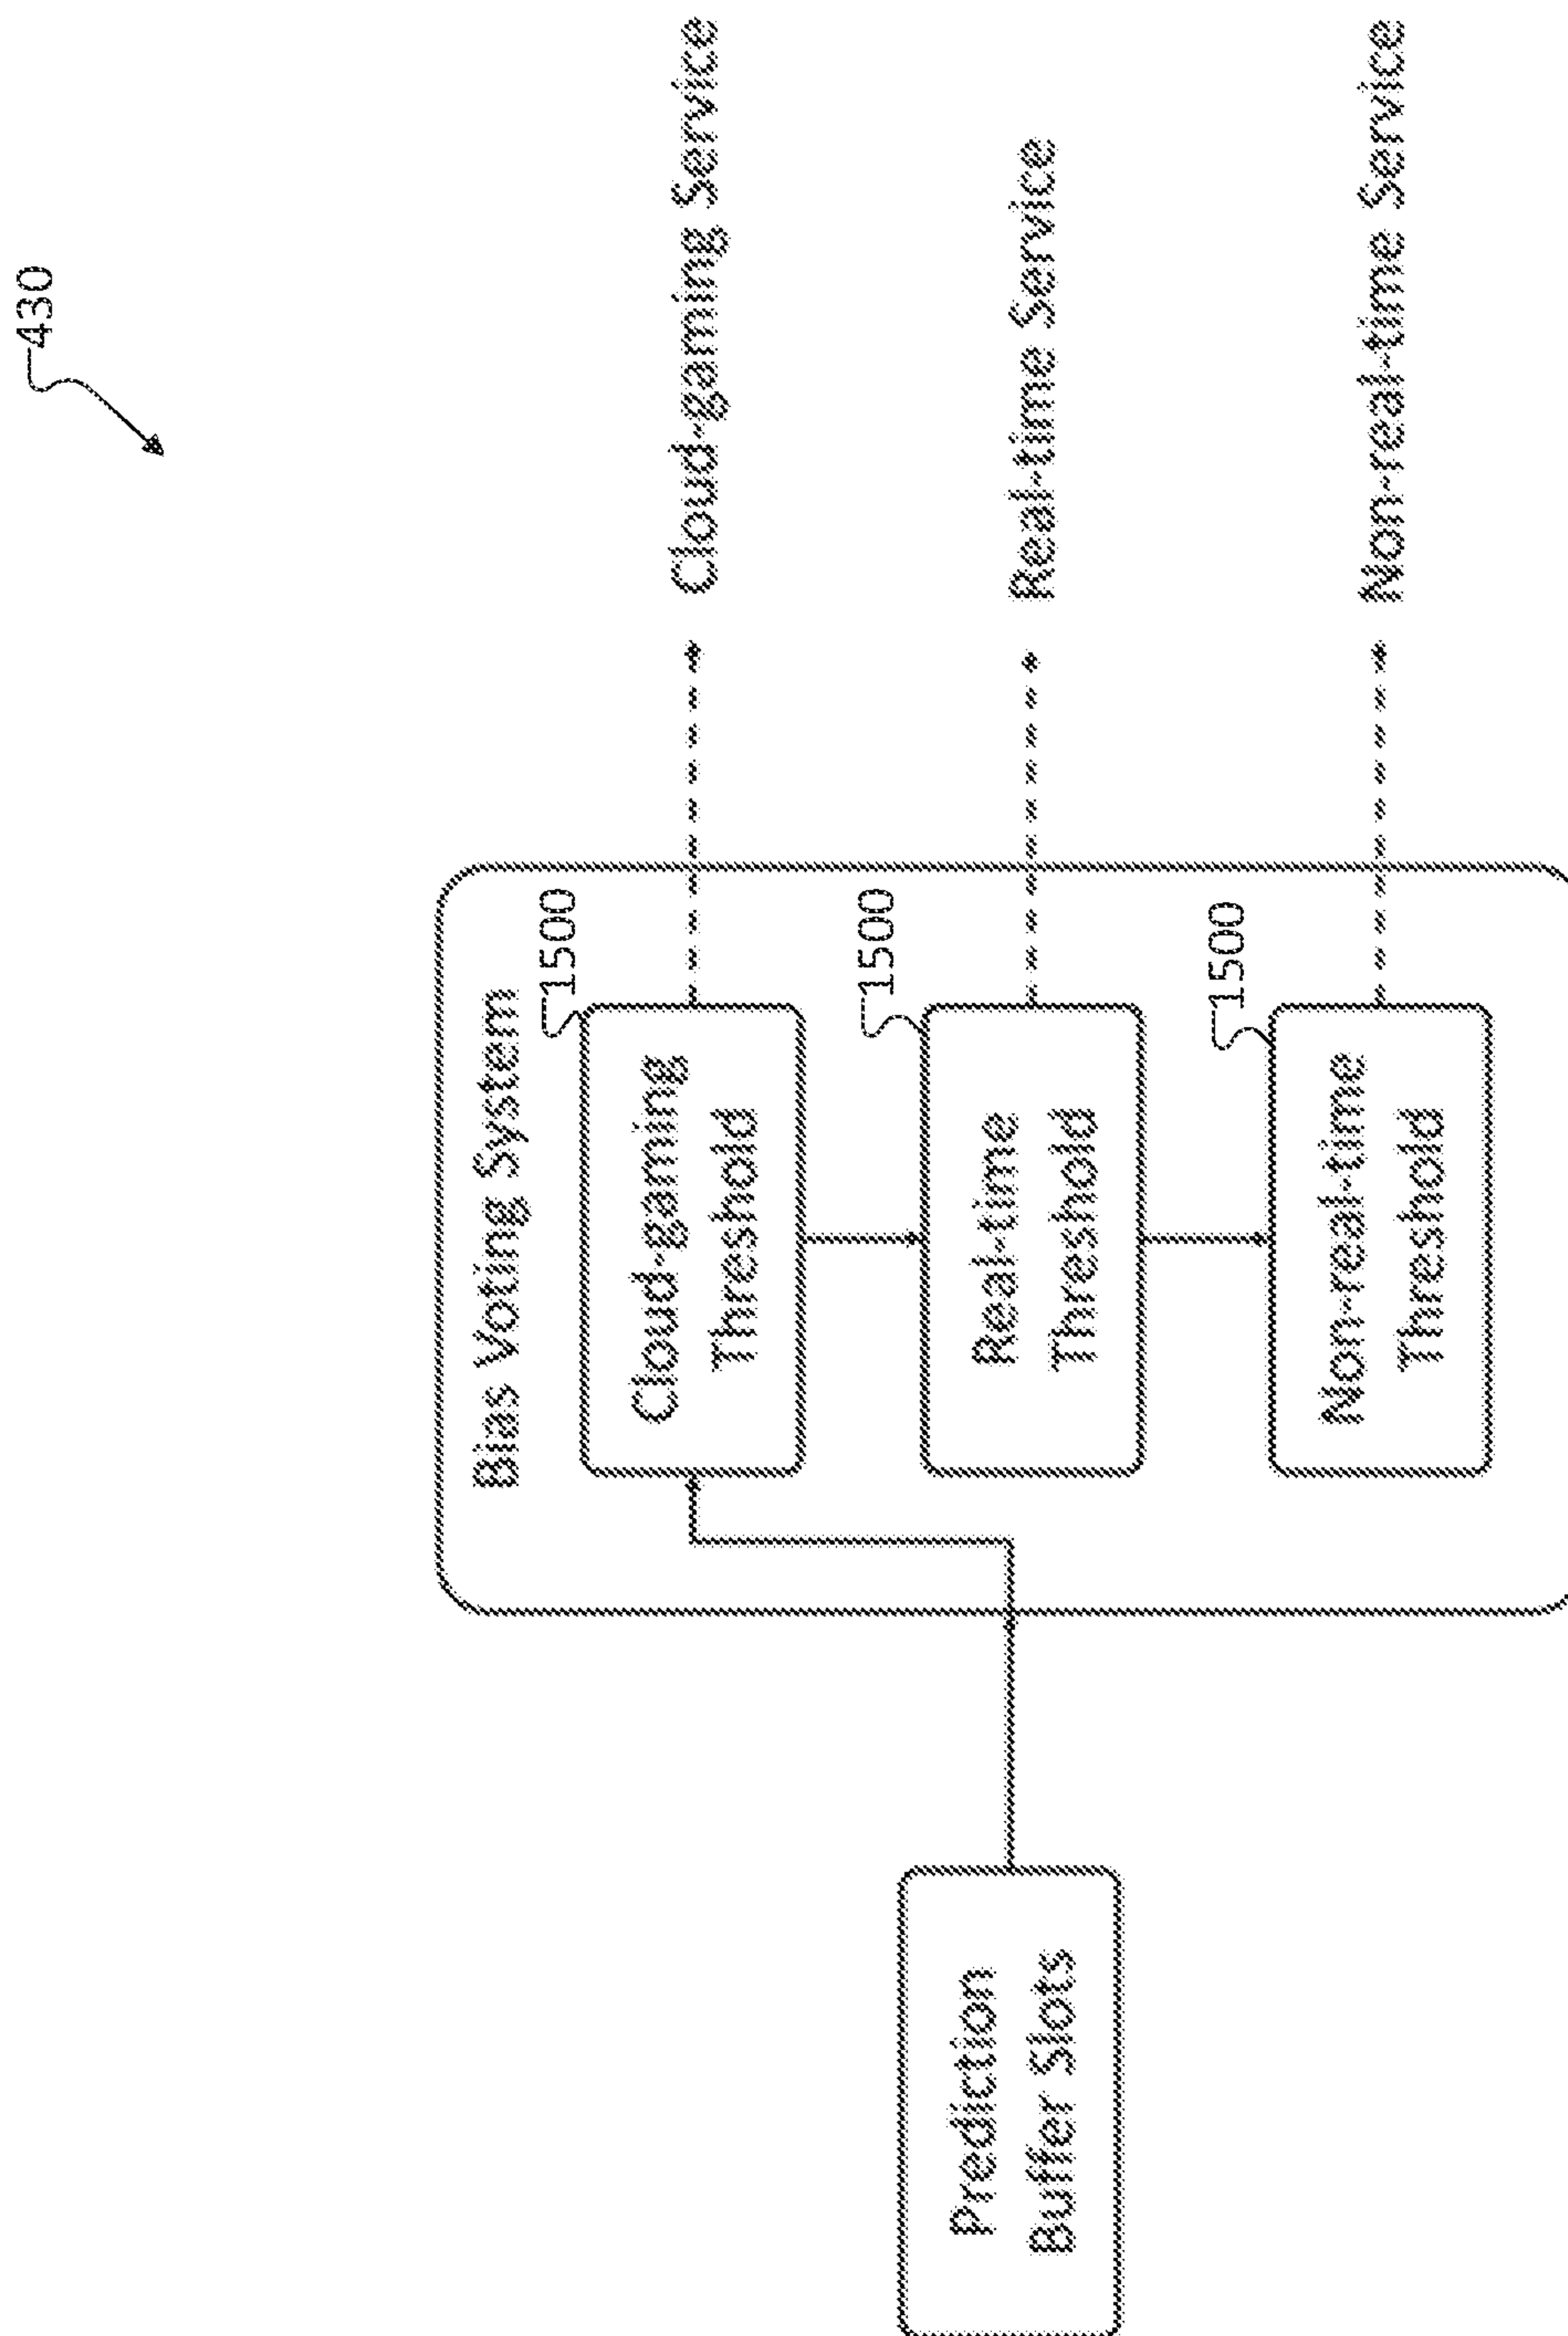 430
Prediction
Buffer Slots
Bias Voting System
1500
Cloud-gaming
Threshold
Cloud-gaming Service
1500
Real-time
Threshold
Real-time Service
1500
Non-real-time
Threshold
Non-real-time Service